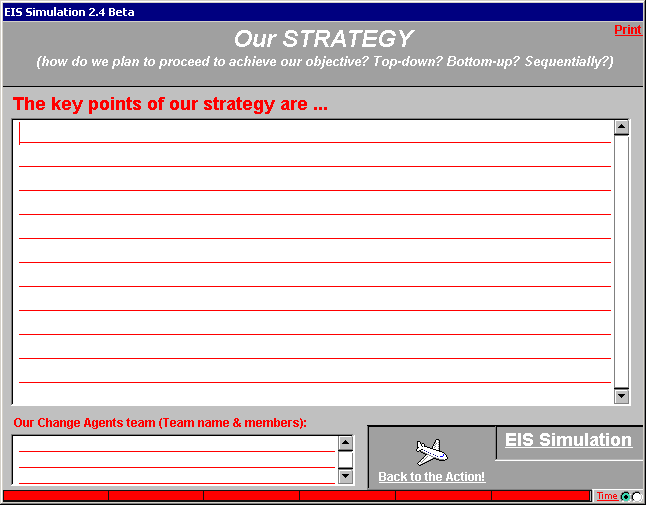 EIS Simulation 2.4 Beta
Print
Our STRATEGY
(how do we plan to proceed to achieve our objective? Top-down? Bottom-up? Sequentially?)
The key points of our strategy are ...
Our Change Agents team (Team name & members):
EIS Simulation
Back to the Action!
Time